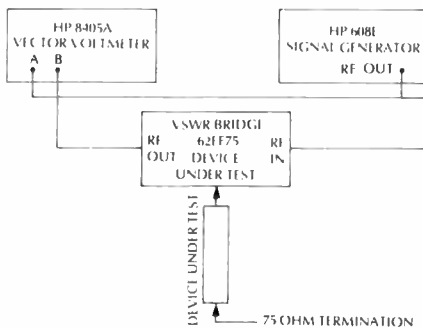 HP 8405A
VECTOR VOLTMETER
A B
HP 608E
SIGNAL GENERATOR
RF OUT
VSWR BRIDGE
RF 62FF75 RF
OUT DEVICE IN
UNDER TEST
DEVICE UNDER TEST
75 OHM TERMINATION